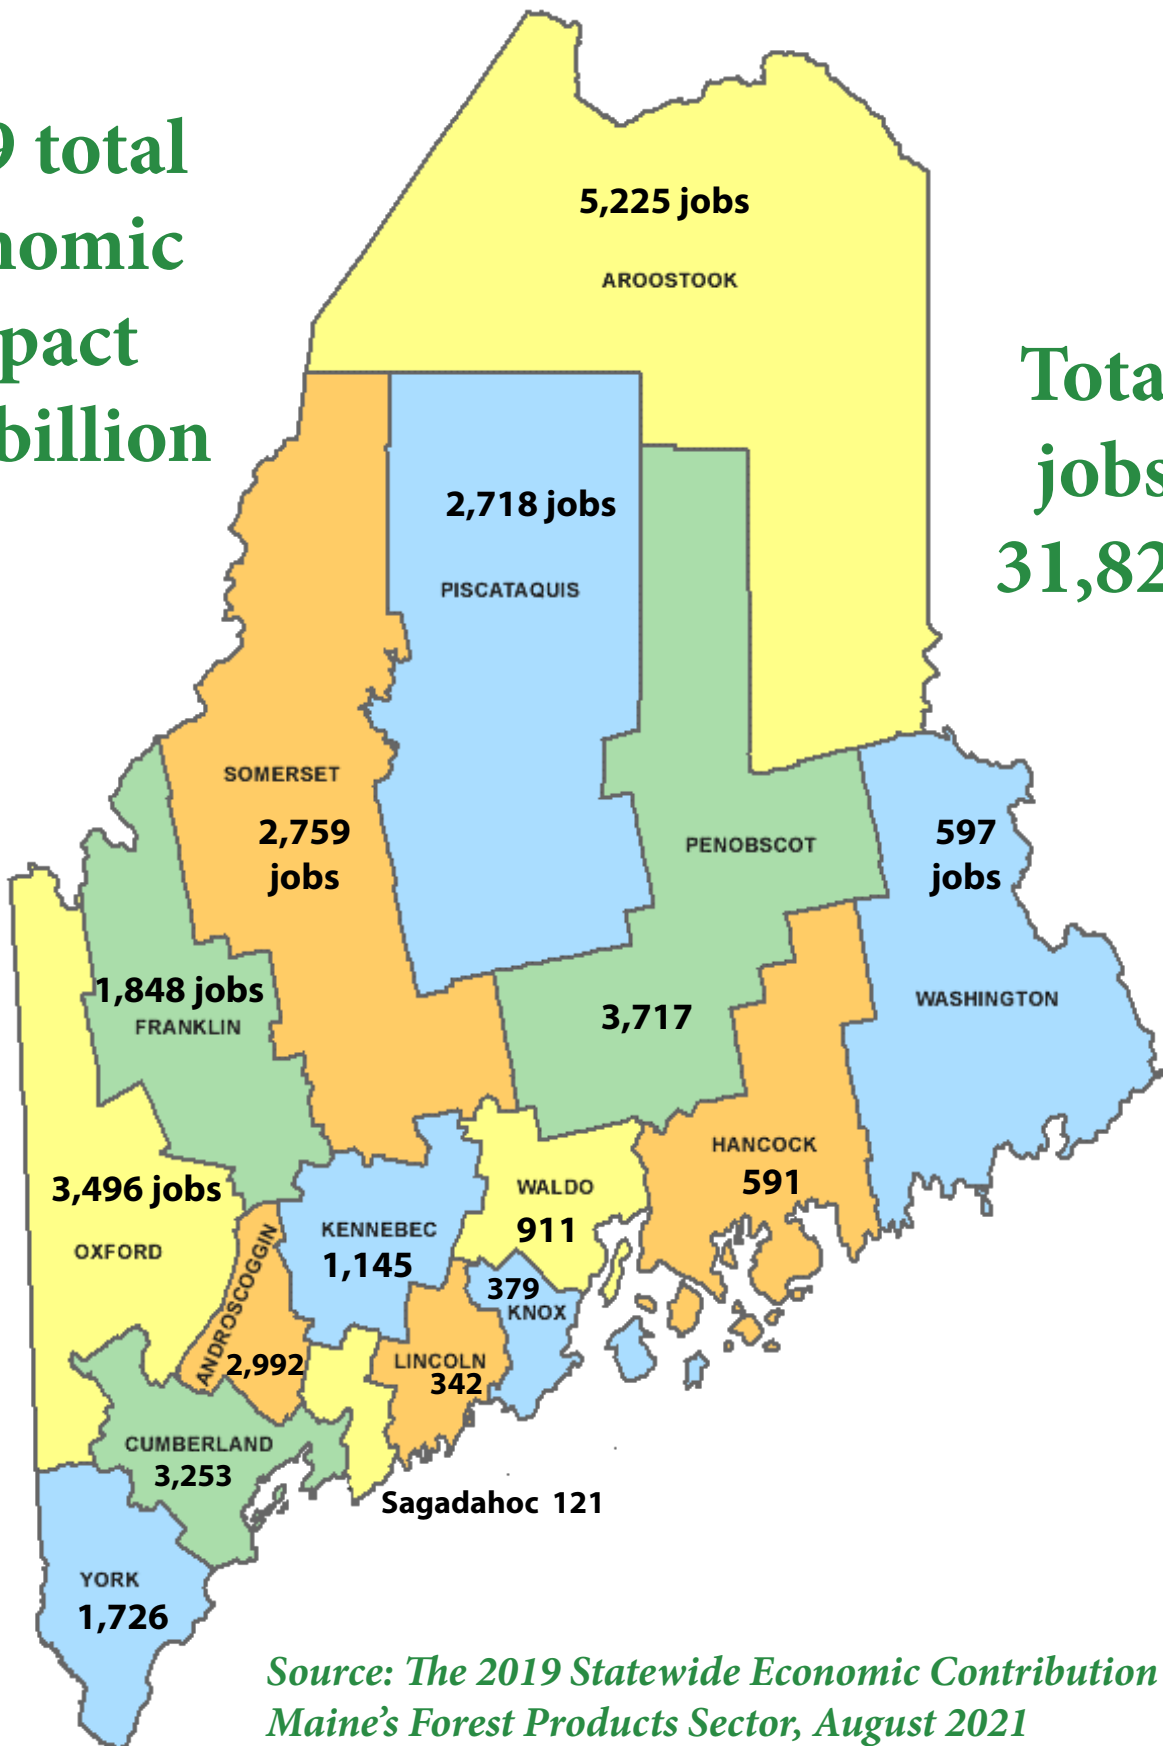 9 total
nomic
pact
billion
5,225 jobs
AROOSTOOK
Tota
jobs
31,82
2,718 jobs
PISCATAQUIS
SOMERSET
2,759
jobs
PENOBSCOT
597
jobs
1,848 jobs
FRANKLIN
3,717
WASHINGTON
3,496 jobs
OXFORD
KENNEBEC
1,145
WALDO
911
HANCOCK
591
ANDROSCOGGIN
2,992
379
KNOX
LINCOLN
342
CUMBERLAND
3,253
Sagadahoc 121
YORK
1,726
Source: The 2019 Statewide Economic Contribution
Maine's Forest Products Sector, August 2021